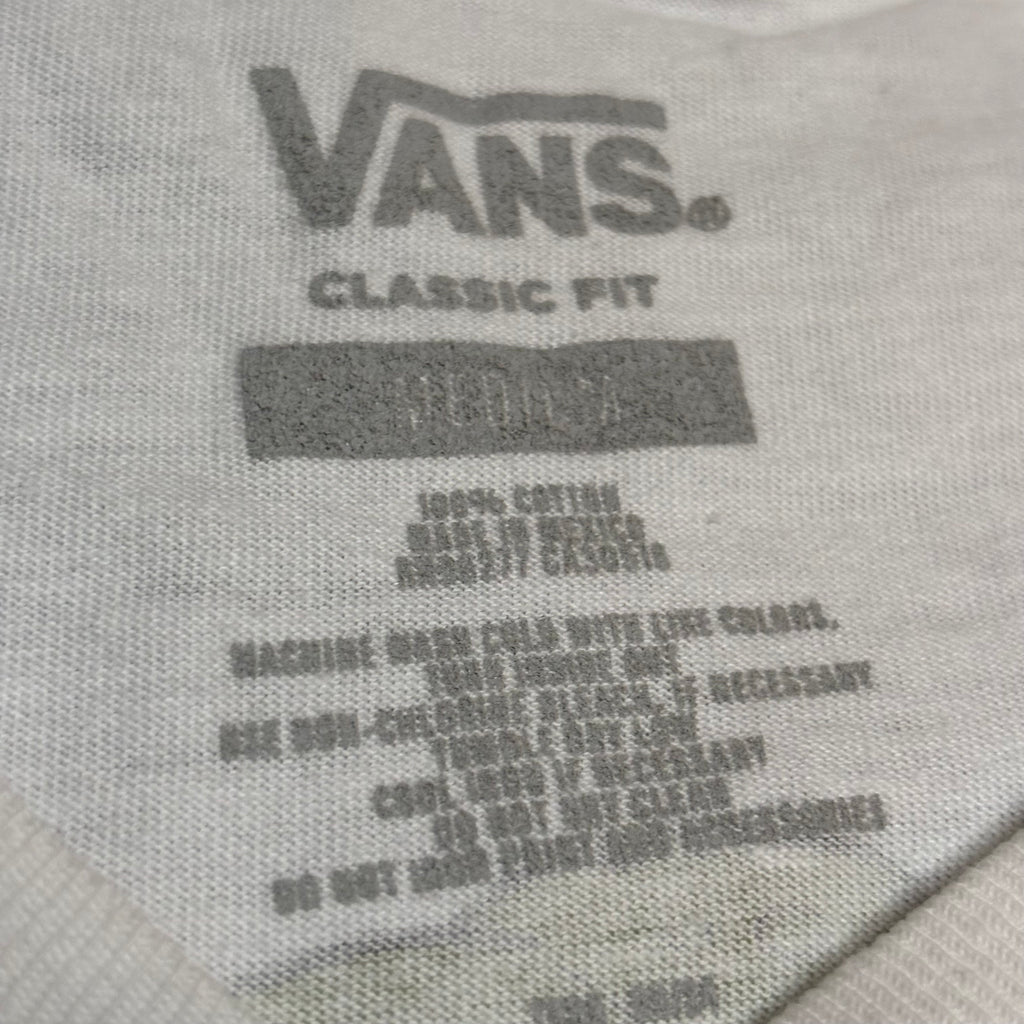 VANS®
CLASSIC FIT
100% COTTON
MADE IN MEXICO
MACHINE WASH COLD WITH LIKE COLORS.
TURN INSIDE OUT
USE NON-CHLORINE BLEACH, IF NECESSARY
TUMBLE DRY LOW
COOL IRON IF NECESSARY
DO NOT DRY CLEAN
DO NOT IRON PRINT AND ACCESSORIES